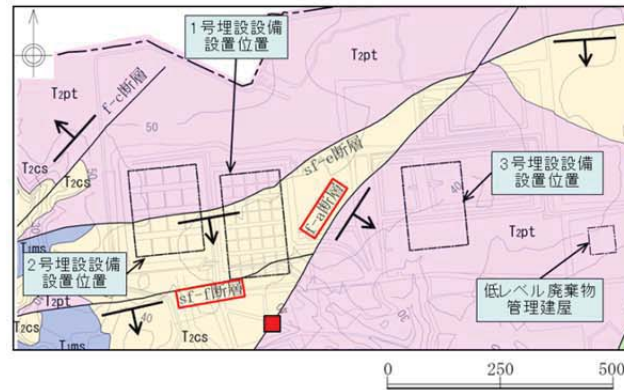 1号埋設設備
設置位置
T₂pt
T₂pt
T₂pt
f-c断層
50
sf-e断層
T₂cs
T₂cs
f-a断層
3号埋設設備
設置位置
40
T₁ms
2号埋設設備
設置位置
T₂pt
T₂pt
低レベル廃棄物
管理建屋
sf-f断層
40
T₂cs
T₂cs
T₁ms
0 250 500